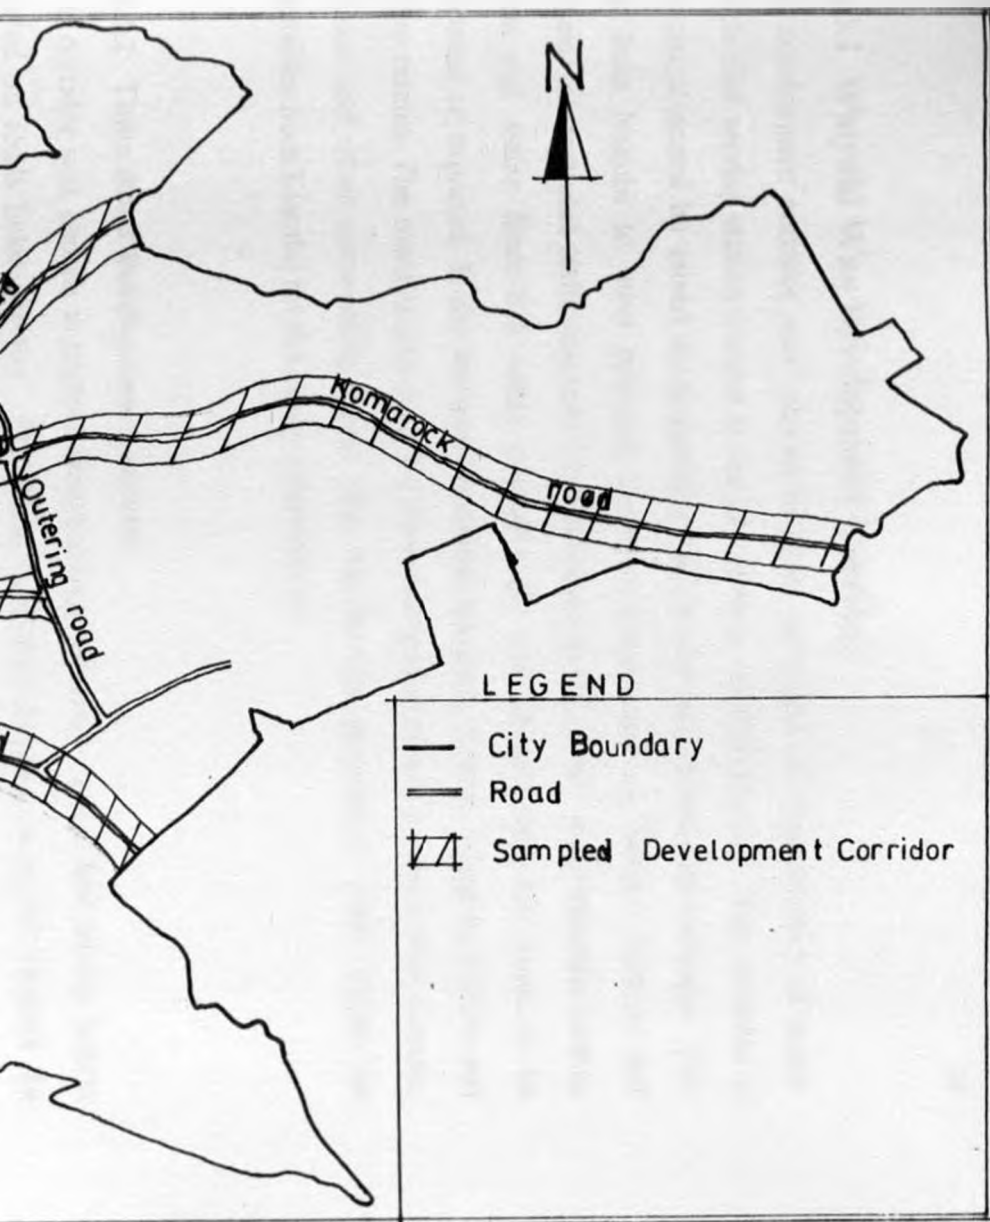 N
Komarock
road
Outering road
LEGEND
City Boundary
Road
Sampled Development Corridor